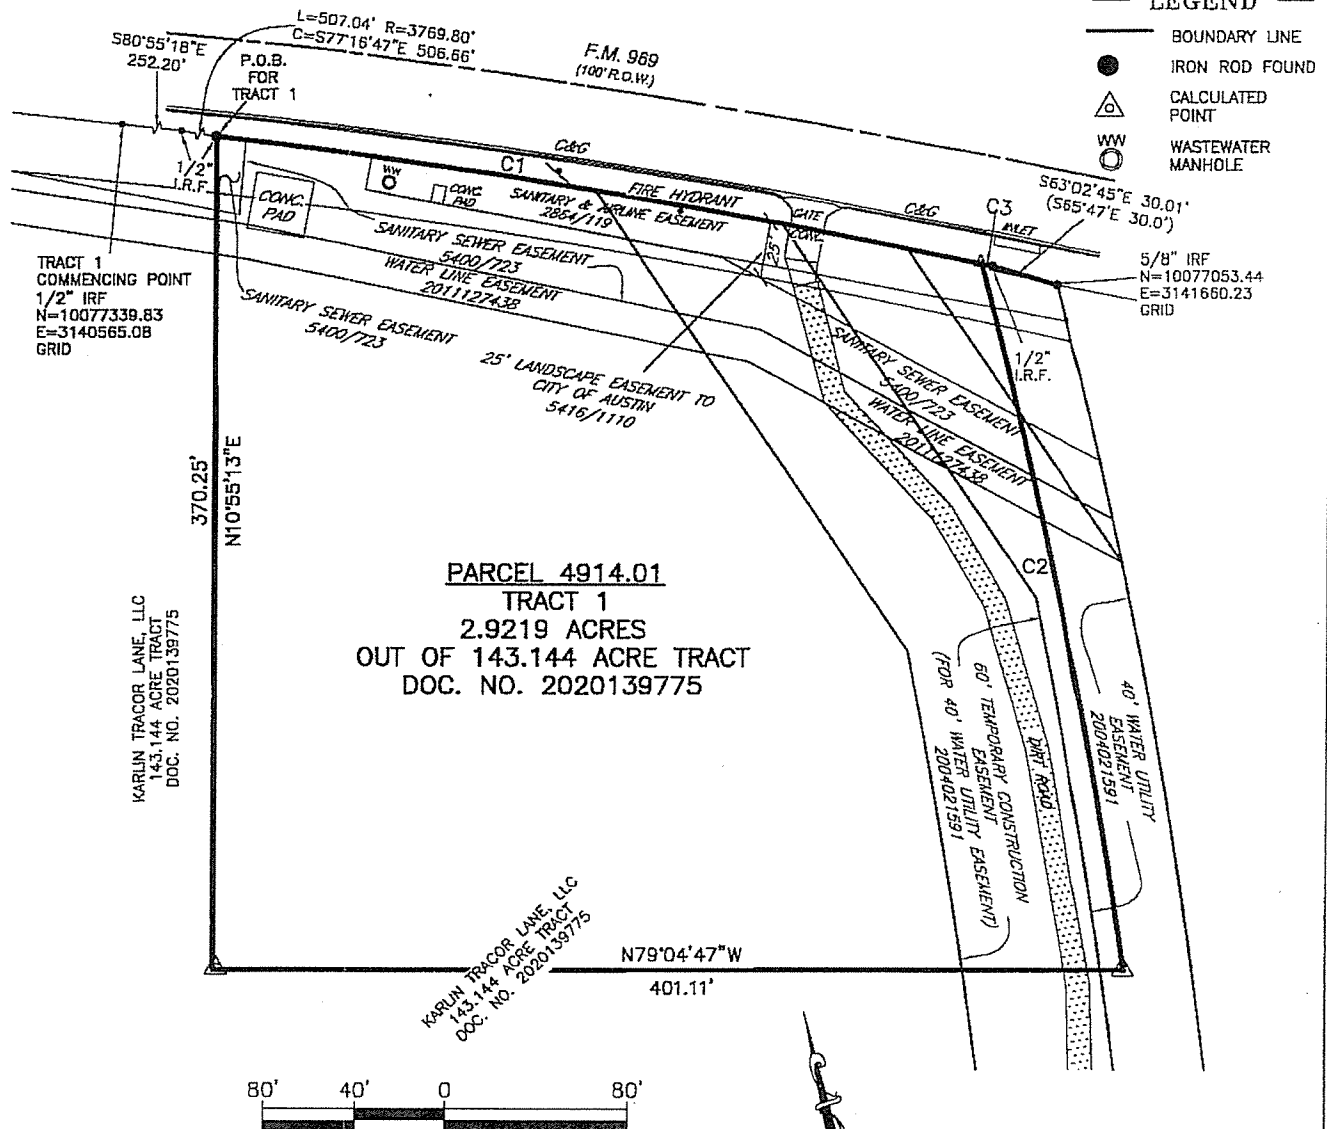 LEGEND
BOUNDARY LINE
IRON ROD FOUND
CALCULATED
POINT
WW
WASTEWATER
MANHOLE
L=507.04' R=3769.80'
C=S77°16'47"E 506.66'
S80°55'18"E
252.20'
P.O.B.
FOR
TRACT 1
F.M. 969
(100' R.O.W.)
C&G
C1
1/2"
I.R.F.
CONC.
PAD
WW
CONC.
PAD
SANITARY & AIRLINE EASEMENT
2864/119
FIRE HYDRANT
25'
GATE
CONC.
C&G
C3
INLET
S63°02'45"E 30.01'
(S65°47'E 30.0')
5/8" IRF
N=10077053.44
E=3141660.23
GRID
1/2"
I.R.F.
TRACT 1
COMMENCING POINT
1/2" IRF
N=10077339.83
E=3140565.08
GRID
SANITARY SEWER EASEMENT
5400/723
WATER LINE EASEMENT
2011127438
SANITARY SEWER EASEMENT
5400/723
25' LANDSCAPE EASEMENT TO
CITY OF AUSTIN
5416/1110
SANITARY SEWER EASEMENT
5400/723
WATER LINE EASEMENT
2011127438
370.25'
N10°55'13"E
C2
PARCEL 4914.01
TRACT 1
2.9219 ACRES
OUT OF 143.144 ACRE TRACT
DOC. NO. 2020139775
KARLIN TRACOR LANE, LLC
143.144 ACRE TRACT
DOC. NO. 2020139775
60' TEMPORARY CONSTRUCTION
EASEMENT
(FOR 40' WATER UTILITY EASEMENT)
2004021591
DIRT ROAD
40' WATER UTILITY
EASEMENT
2004021591
KARLIN TRACOR LANE, LLC
143.144 ACRE TRACT
DOC. NO. 2020139775
N79°04'47"W
401.11'
80' 40' 0 80'